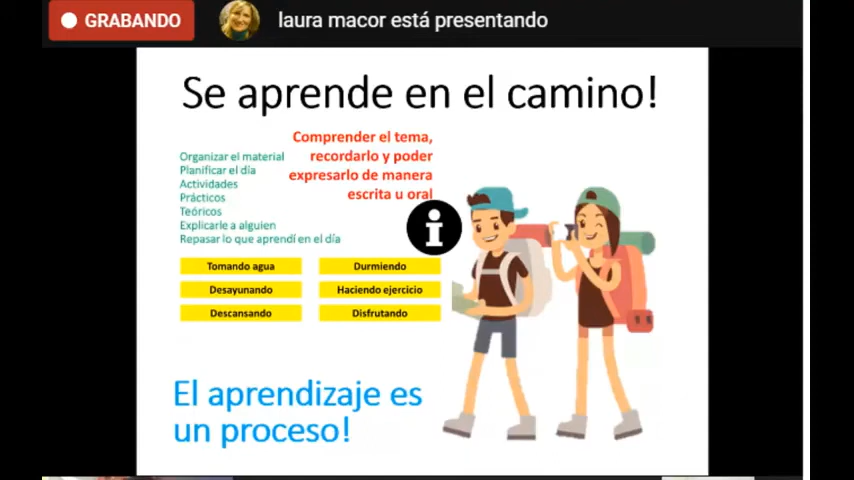 GRABANDO
laura macor está presentando
Se aprende en el camino!
Comprender el tema,
recordarlo y poder
expresarlo de manera
escrita u oral
Organizar el material
Planificar el día
Actividades
Prácticos
Teóricos
Explicarle a alguien
Repasar lo que aprendí en el día
i
Tomando agua
Durmiendo
Desayunando
Haciendo ejercicio
Descansando
Disfrutando
El aprendizaje es
un proceso!